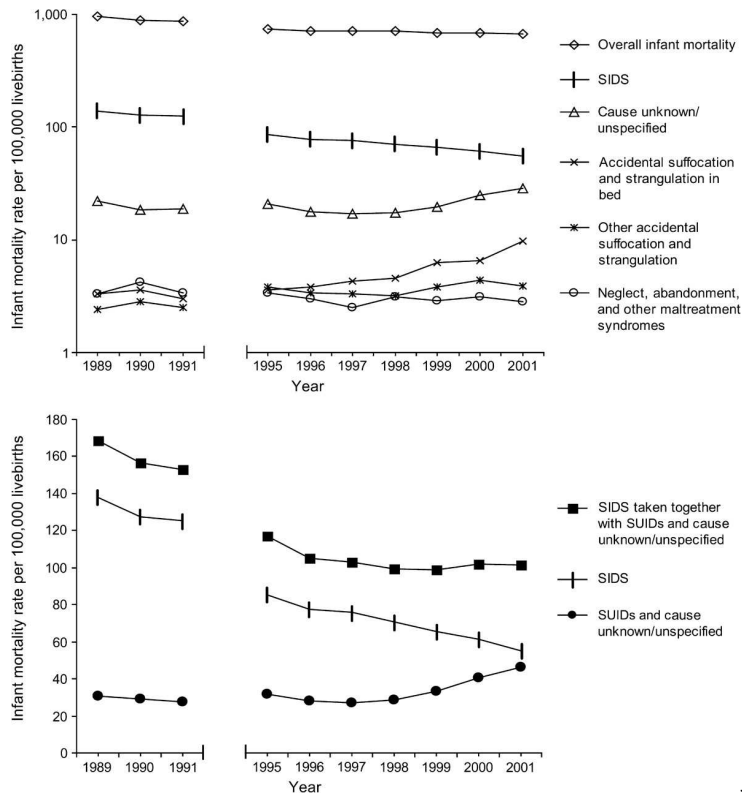 Infant mortality rate per 100,000 livebirths
1,000
100
10
1
1989 1990 1991 1995 1996 1997 1998 1999 2000 2001
Year
Overall infant mortality
SIDS
Cause unknown/
unspecified
Accidental suffocation
and strangulation in
bed
Other accidental
suffocation and
strangulation
Neglect, abandonment,
and other maltreatment
syndromes
Infant mortality rate per 100,000 livebirths
180
160
140
120
100
80
60
40
20
0
1989 1990 1991 1995 1996 1997 1998 1999 2000 2001
Year
SIDS taken together
with SUIDs and cause
unknown/unspecified
SIDS
SUIDs and cause
unknown/unspecified